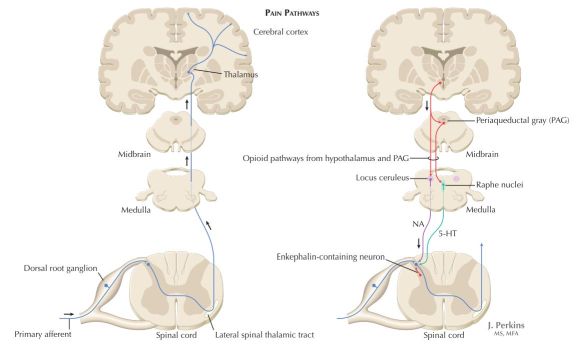 PAIN PATHWAYS
Cerebral cortex
Thalamus
Midbrain
Medulla
Dorsal root ganglion
Primary afferent
Spinal cord
Lateral spinal thalamic tract
Periaqueductal gray (PAG)
Midbrain
Opioid pathways from hypothalamus and PAG
Locus ceruleus
Raphe nuclei
Medulla
NA
5-HT
Enkephalin-containing neuron
Spinal cord
J. Perkins
MS, MFA